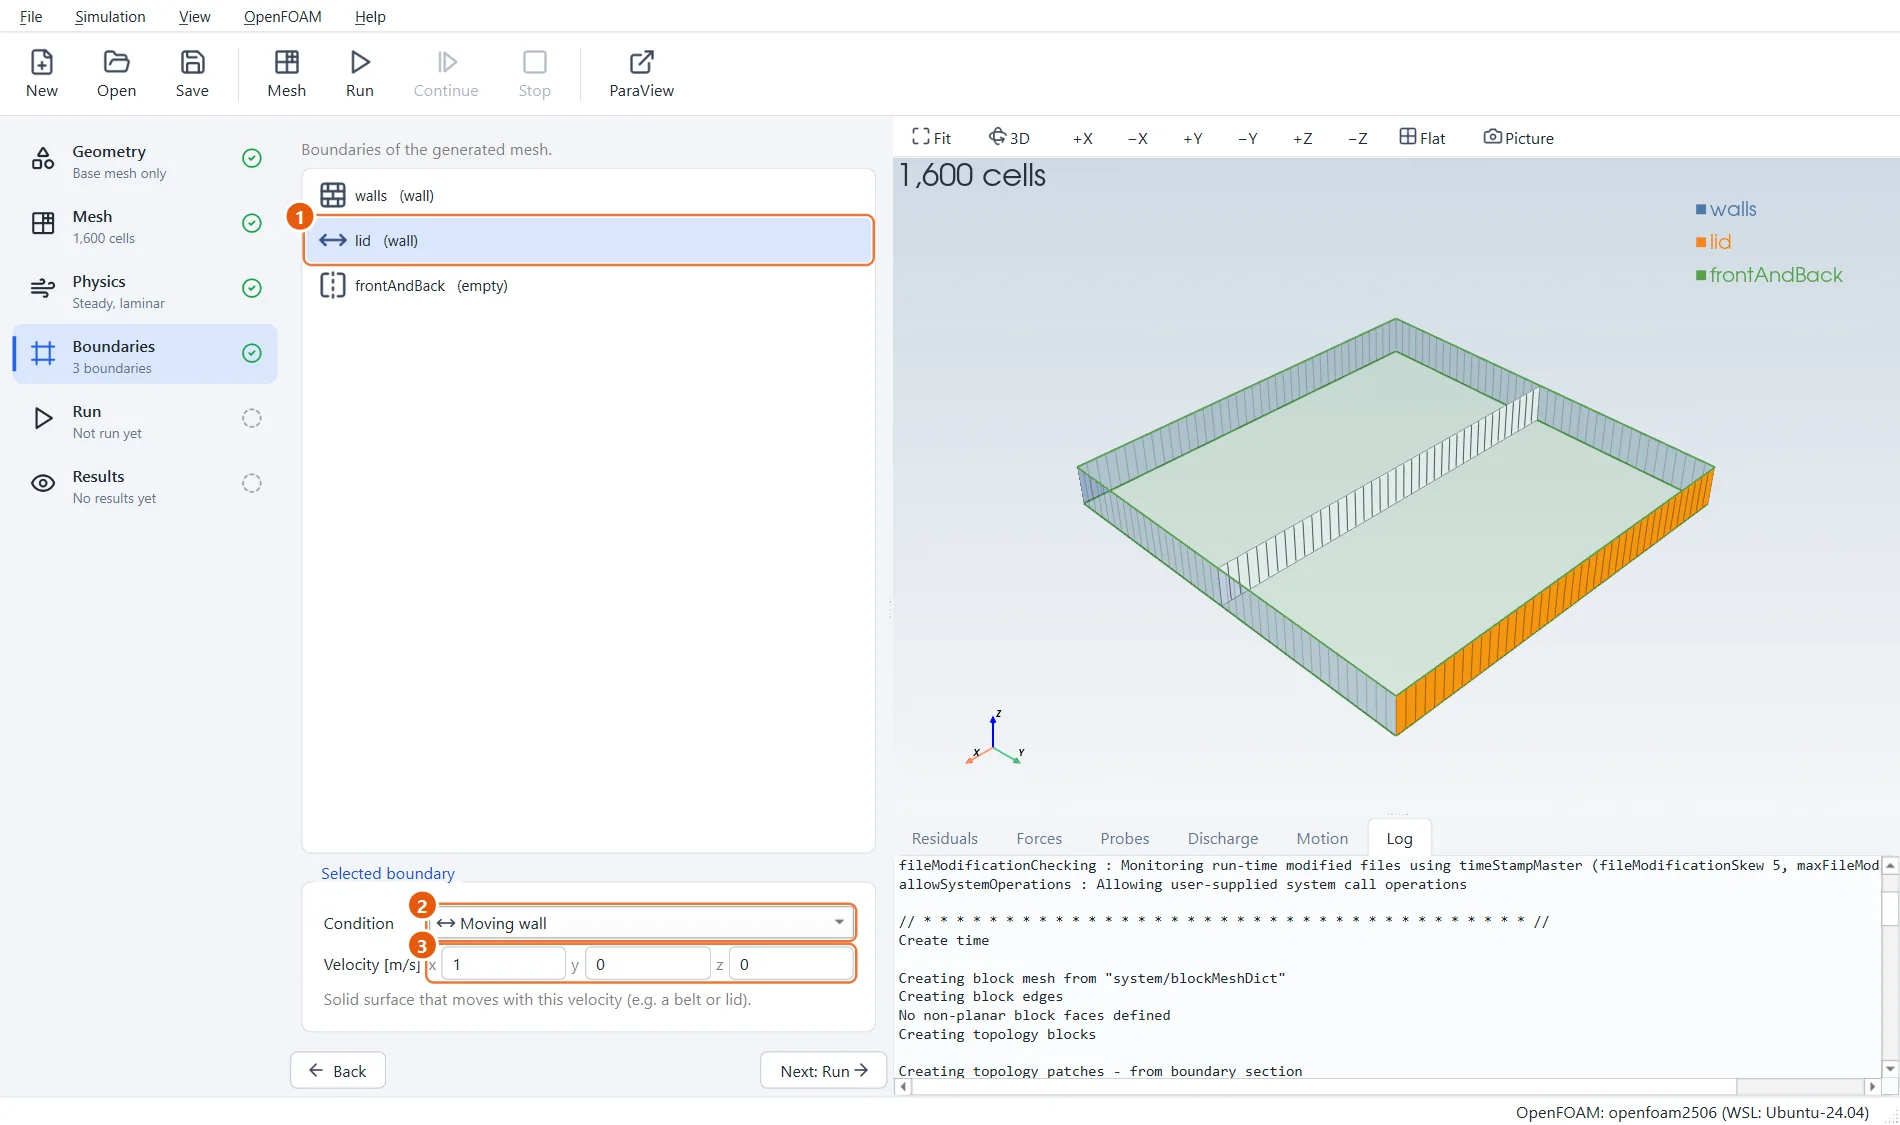 File Simulation View OpenFOAM Help
New Open Save Mesh Run Continue Stop ParaView
Geometry
Base mesh only
Mesh
1,600 cells
Physics
Steady, laminar
Boundaries
3 boundaries
Run
Not run yet
Results
No results yet
Boundaries of the generated mesh.
walls (wall)
1
lid (wall)
frontAndBack (empty)
Selected boundary
2
Condition Moving wall
3
Velocity [m/s] x 1 y 0 z 0
Solid surface that moves with this velocity (e.g. a belt or lid).
Back
Next: Run
Fit 3D +X −X +Y −Y +Z −Z Flat Picture
1,600 cells
walls
lid
frontAndBack
Z
X Y
Residuals Forces Probes Discharge Motion Log
fileModificationChecking : Monitoring run-time modified files using timeStampMaster (fileModificationSkew 5, maxFileMod
allowSystemOperations : Allowing user-supplied system call operations
// * * * * * * * * * * * * * * * * * * * * * * * * * * * * * * * * * * * * * //
Create time
Creating block mesh from "system/blockMeshDict"
Creating block edges
No non-planar block faces defined
Creating topology blocks
Creating topology patches - from boundary section
OpenFOAM: openfoam2506 (WSL: Ubuntu-24.04)